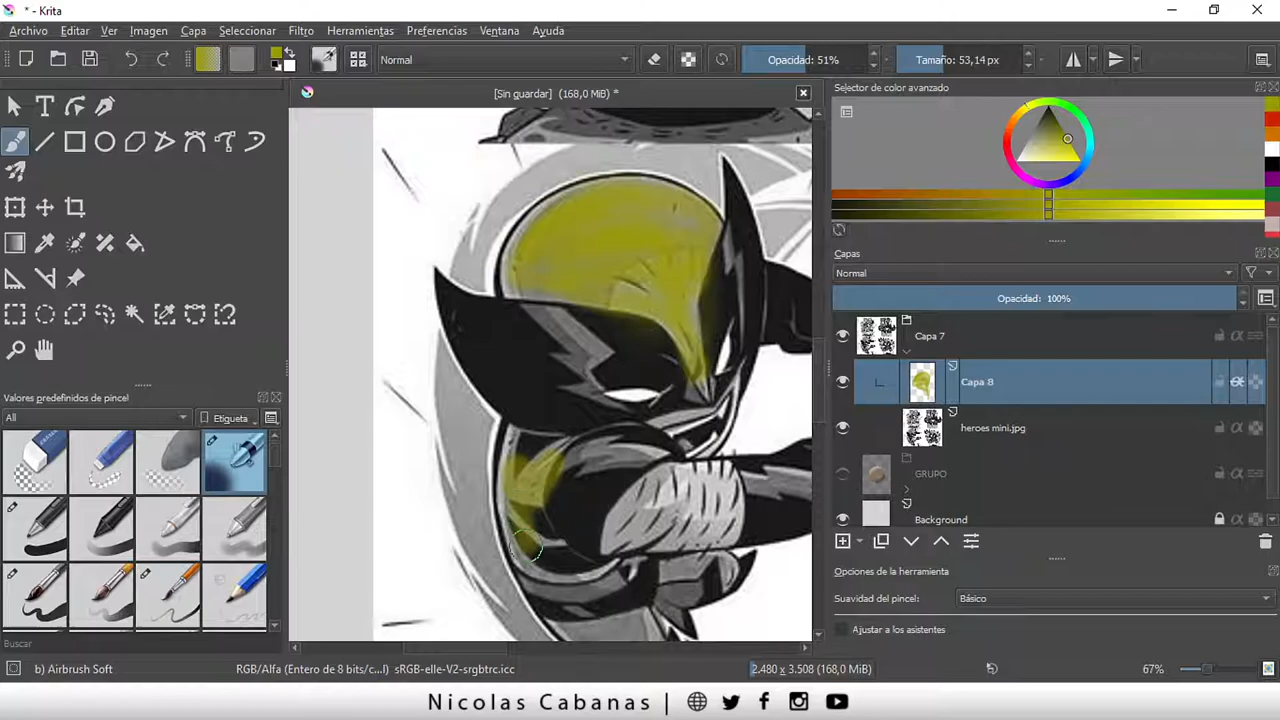 * - Krita
Archivo Editar Ver Imagen Capa Seleccionar Filtro Herramientas Preferencias Ventana Ayuda
Normal Opacidad: 51% Tamaño: 53,14 px
[Sin guardar] (168,0 MiB) *
Selector de color avanzado
Capas
Normal
Opacidad: 100%
Capa 7
Capa 8
heroes mini.jpg
GRUPO
Background
Valores predefinidos de pincel
All Etiqueta
Buscar
Opciones de la herramienta
Suavidad del pincel: Básico
Ajustar a los asistentes
b) Airbrush Soft RGB/Alfa (Entero de 8 bits/c...l) sRGB-elle-V2-srgbtrc.icc 2.480 x 3.508 (168,0 MiB) 67%
Nicolas Cabanas |